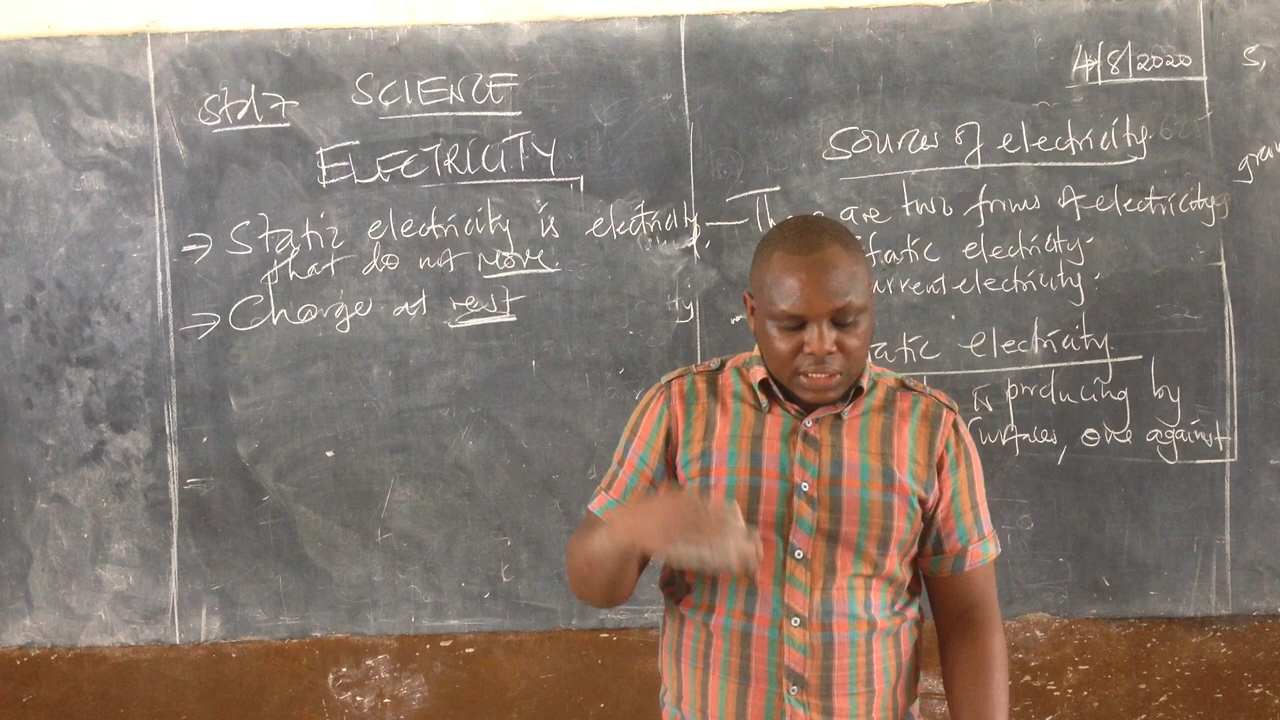 Std 7 SCIENCE
ELECTRICITY
→ Static electricity is electricity
that do not move.
→ Charge at rest
4/8/2020
Sources of electricity
— are two forms of electricity
static electricity.
current electricity.
static electricity.
is producing by
surfaces, one against
S,